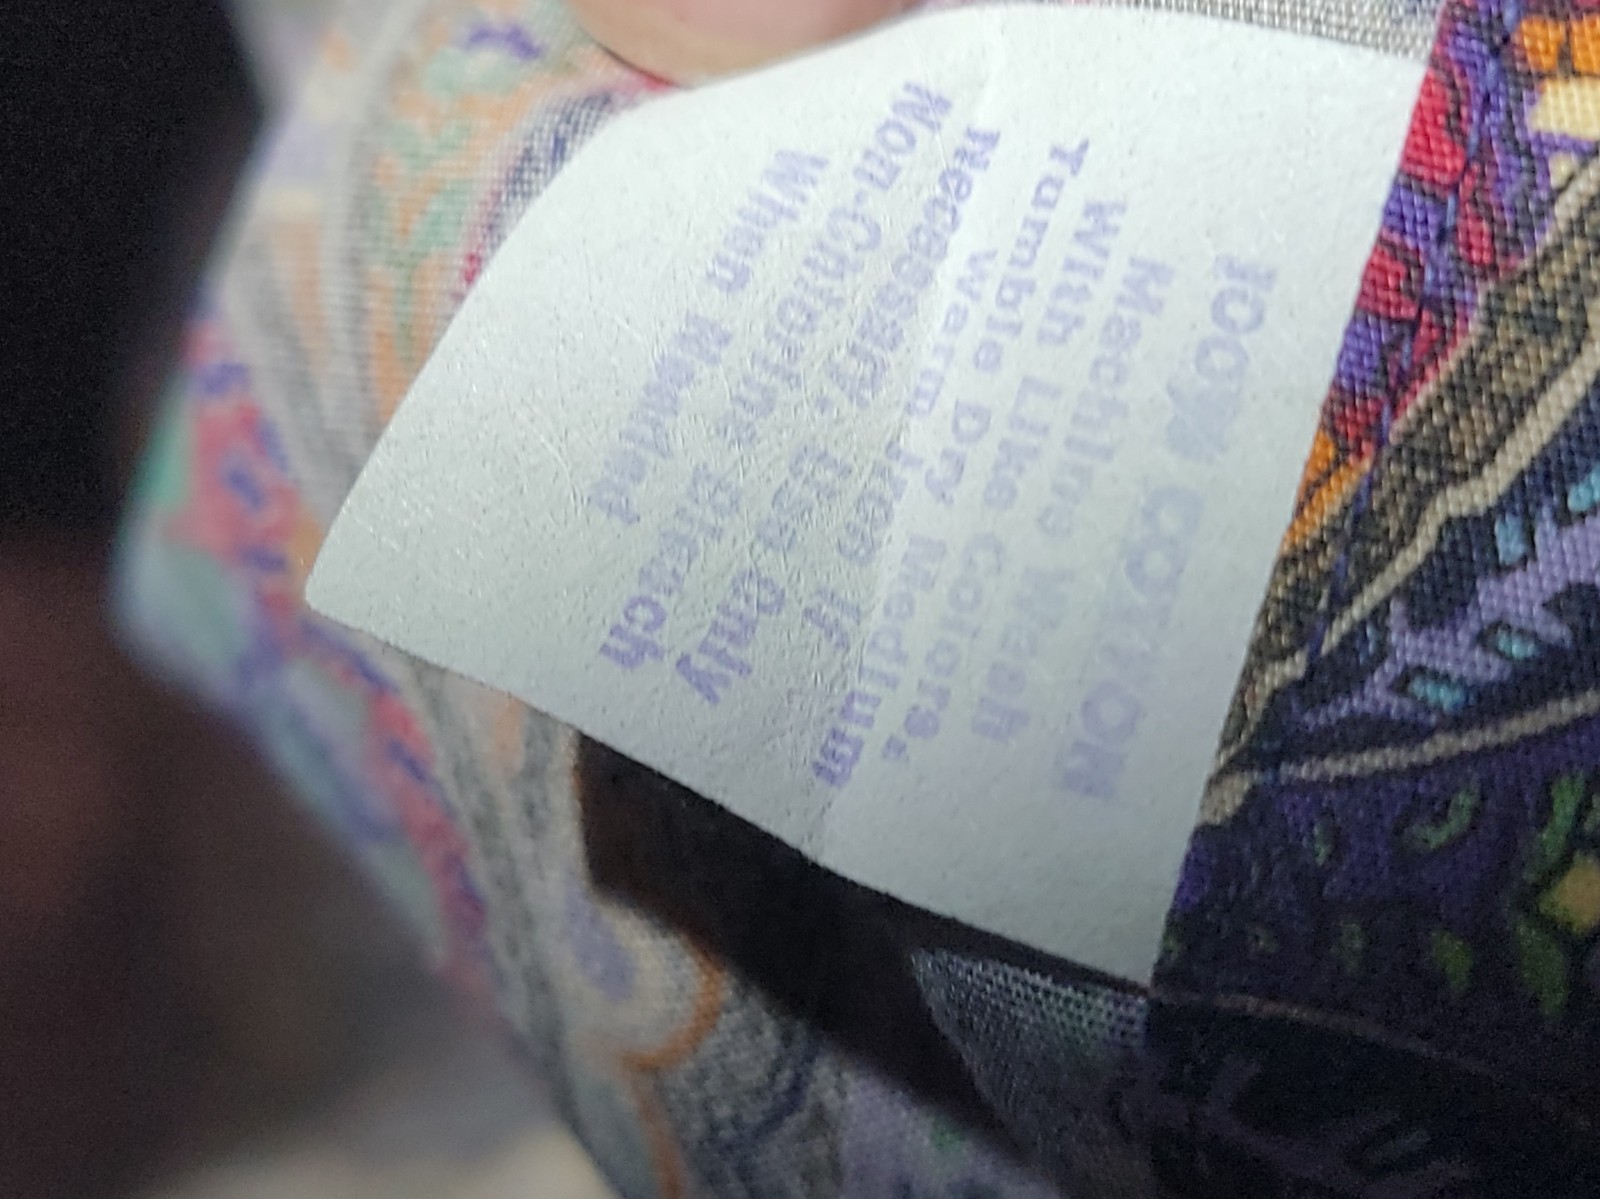 100% COTTON
Machine Wash
With Like Colors,
Tumble Dry Medium
Warm Iron If
Necessary. Use Only
Non-Chlorine Bleach
When Needed